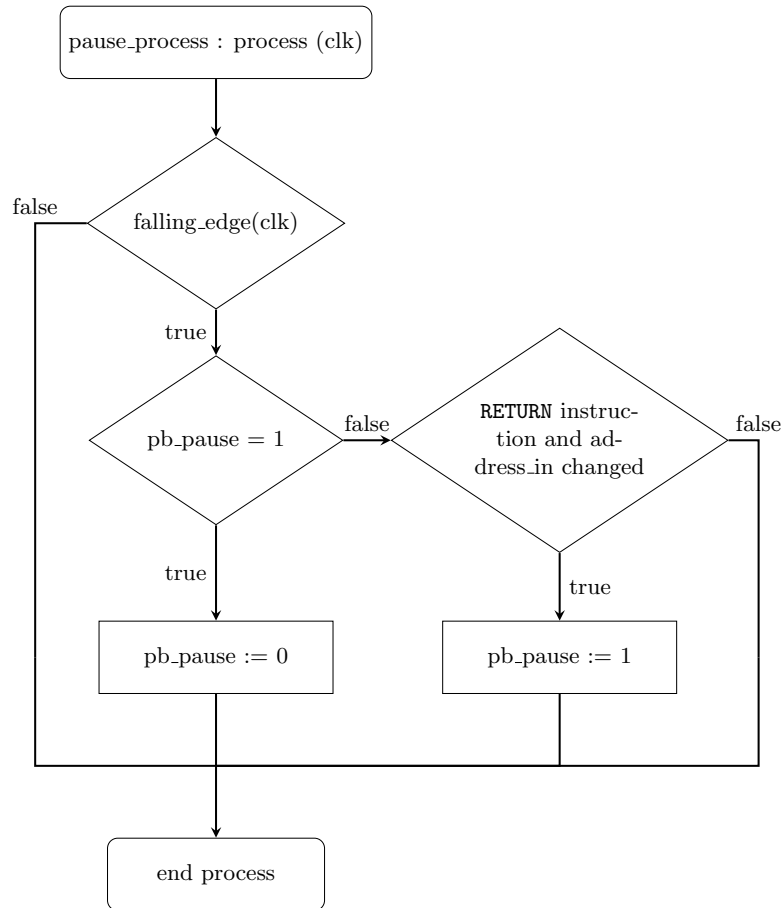 pause_process : process (clk)
false
falling_edge(clk)
true
pb_pause = 1
false
RETURN instruc-
tion and ad-
dress_in changed
false
true
true
pb_pause := 0
pb_pause := 1
end process